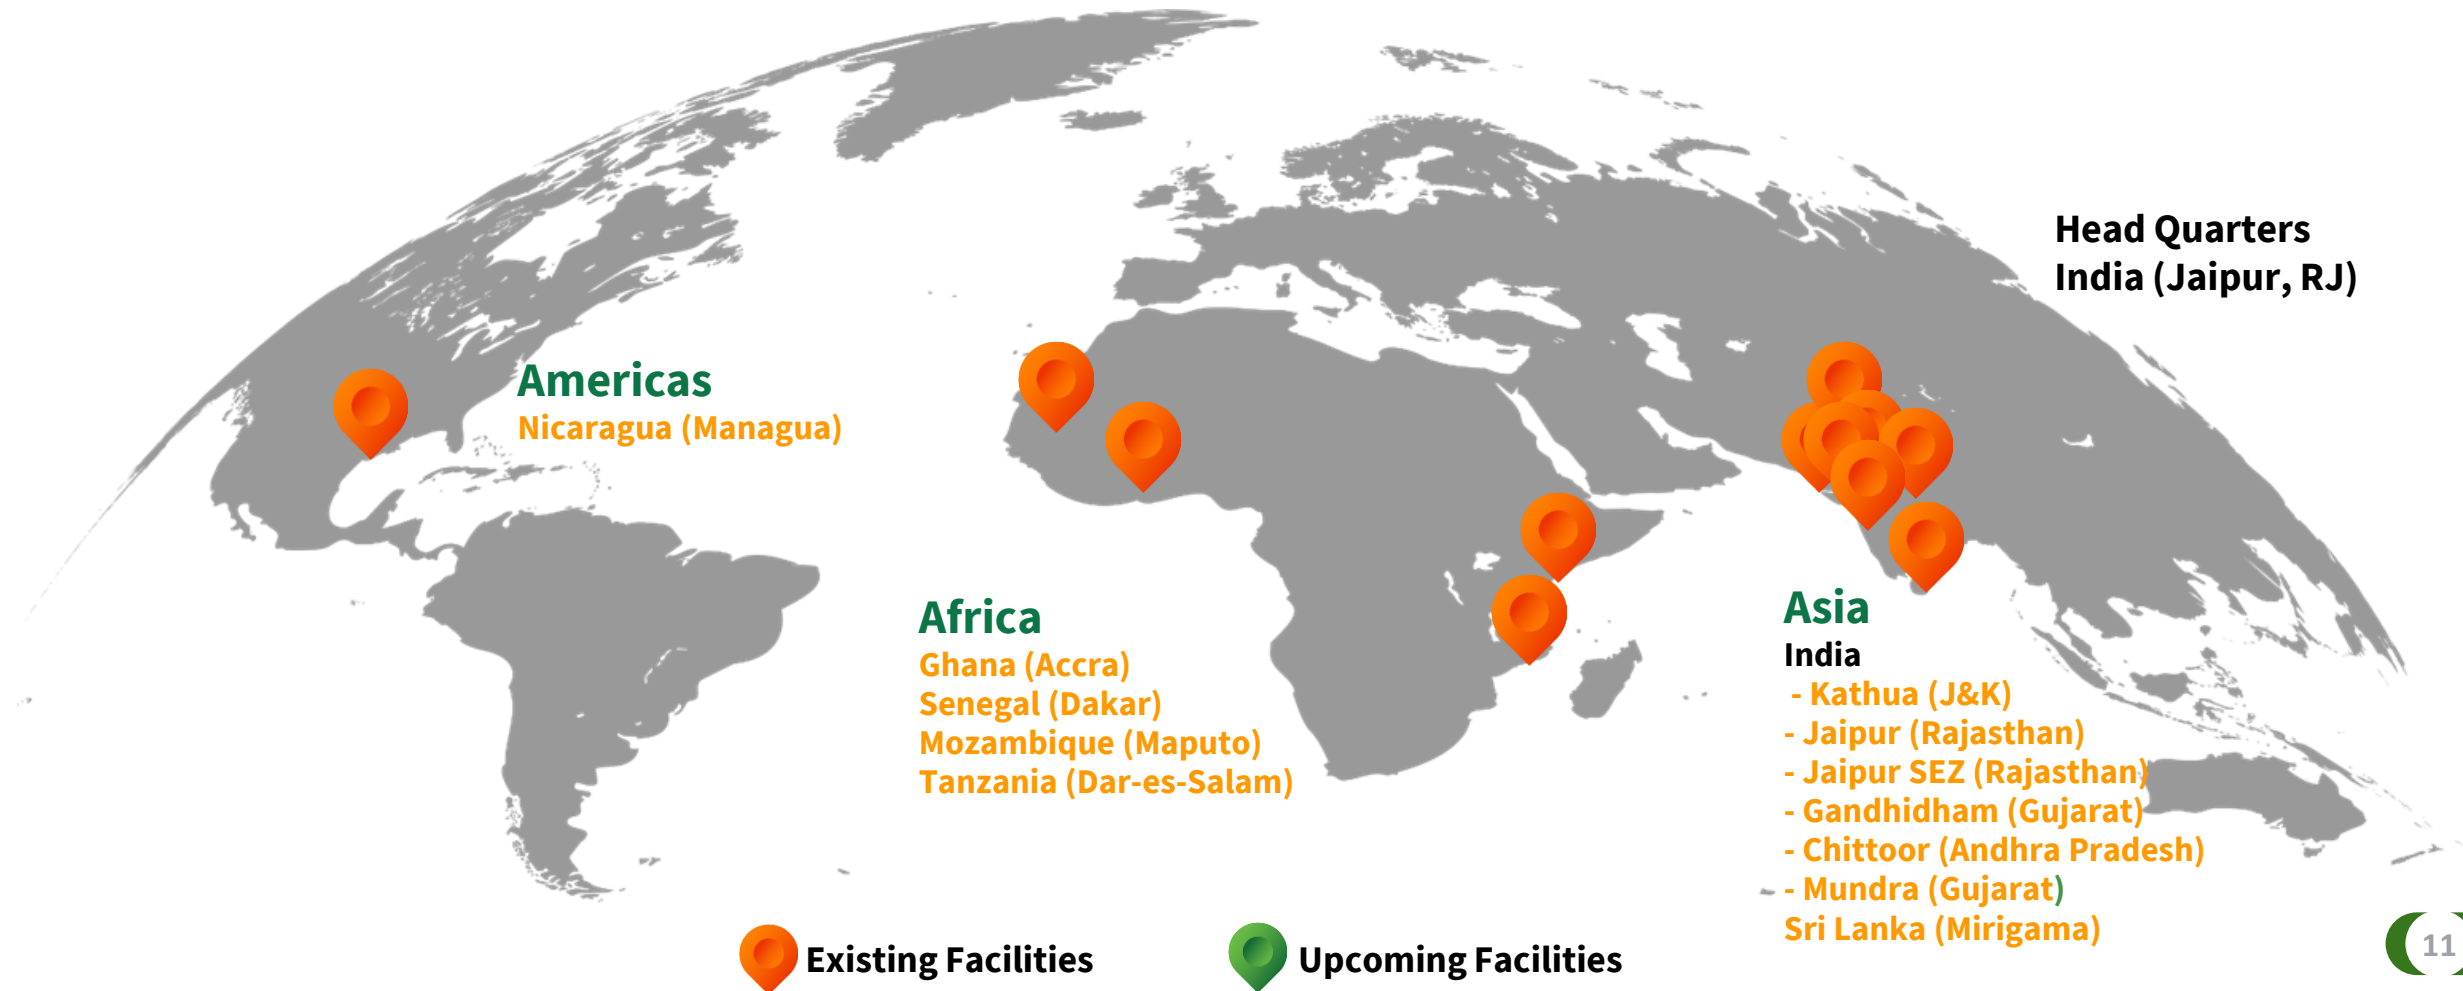 Head Quarters
India (Jaipur, RJ)
Americas
Nicaragua (Managua)
Africa
Ghana (Accra)
Senegal (Dakar)
Mozambique (Maputo)
Tanzania (Dar-es-Salam)
Asia
India
- Kathua (J&K)
- Jaipur (Rajasthan)
- Jaipur SEZ (Rajasthan)
- Gandhidham (Gujarat)
- Chittoor (Andhra Pradesh)
- Mundra (Gujarat)
Sri Lanka (Mirigama)
Existing Facilities
Upcoming Facilities
11